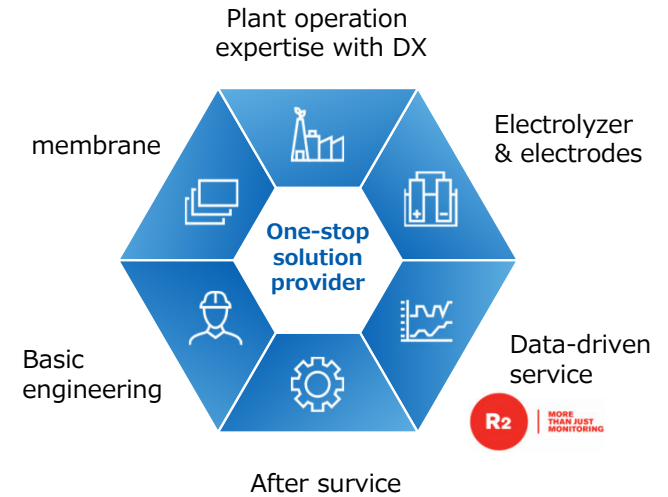 Plant operation
expertise with DX
membrane
Electrolyzer
& electrodes
+ -
One-stop
solution
provider
Basic
engineering
Data-driven
service
R2
MORE
THAN JUST
MONITORING
After survice